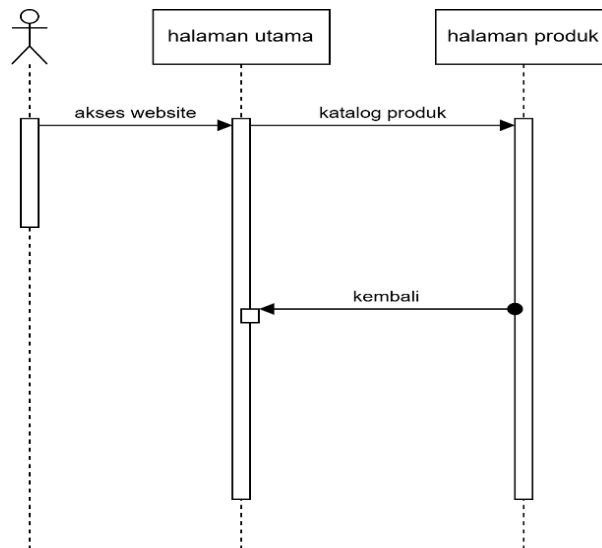 halaman utama
halaman produk
akses website
katalog produk
kembali